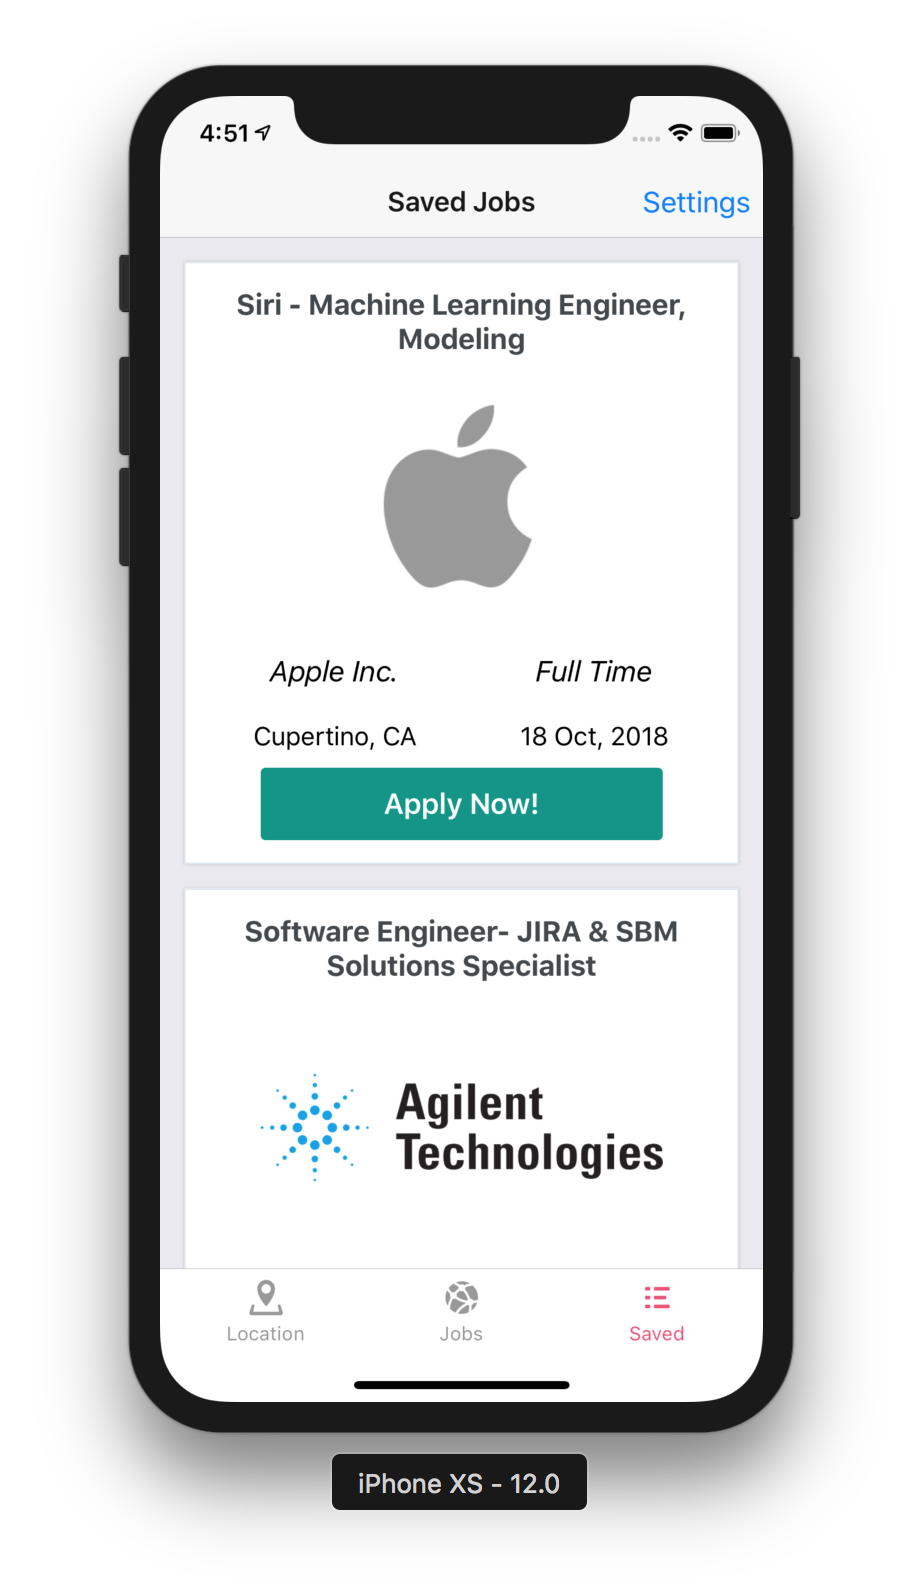 4:51
Saved Jobs
Settings
Siri - Machine Learning Engineer,
Modeling
Apple Inc.
Full Time
Cupertino, CA
18 Oct, 2018
Apply Now!
Software Engineer- JIRA & SBM
Solutions Specialist
Agilent
Technologies
Location
Jobs
Saved
iPhone XS - 12.0